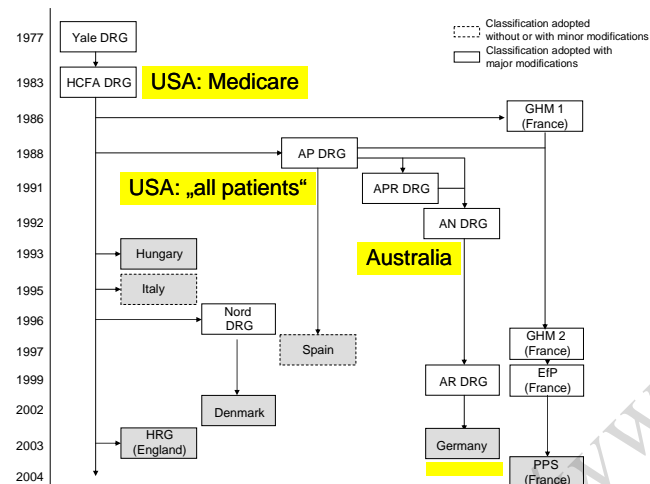 Classification adopted
without or with minor modifications
Classification adopted with
major modifications
1977
Yale DRG
1983
HCFA DRG
USA: Medicare
1986
GHM 1
(France)
1988
AP DRG
1991
USA: „all patients“
APR DRG
1992
AN DRG
1993
Hungary
Australia
1995
Italy
1996
Nord
DRG
1997
Spain
GHM 2
(France)
1999
AR DRG
EfP
(France)
2002
Denmark
2003
HRG
(England)
Germany
2004
PPS
(France)
www